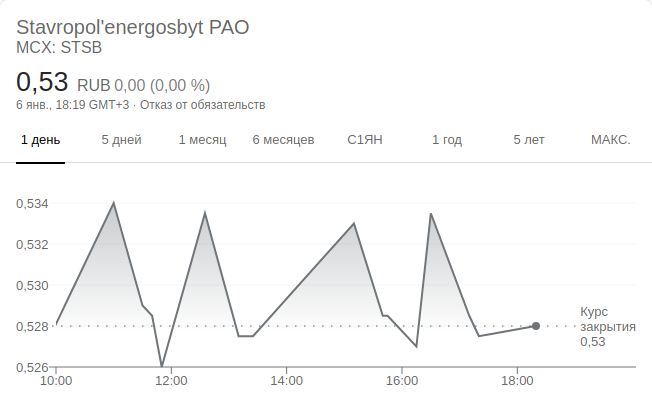 Stavropol'energosbyt PAO
MCX: STSB
0,53 RUB 0,00 (0,00 %)
6 янв., 18:19 GMT+3 · Отказ от обязательств
1 день 5 дней 1 месяц 6 месяцев С1ЯН 1 год 5 лет МАКС.
0,534
0,532
0,530
0,528
0,526
Курс
закрытия
0,53
10:00 12:00 14:00 16:00 18:00